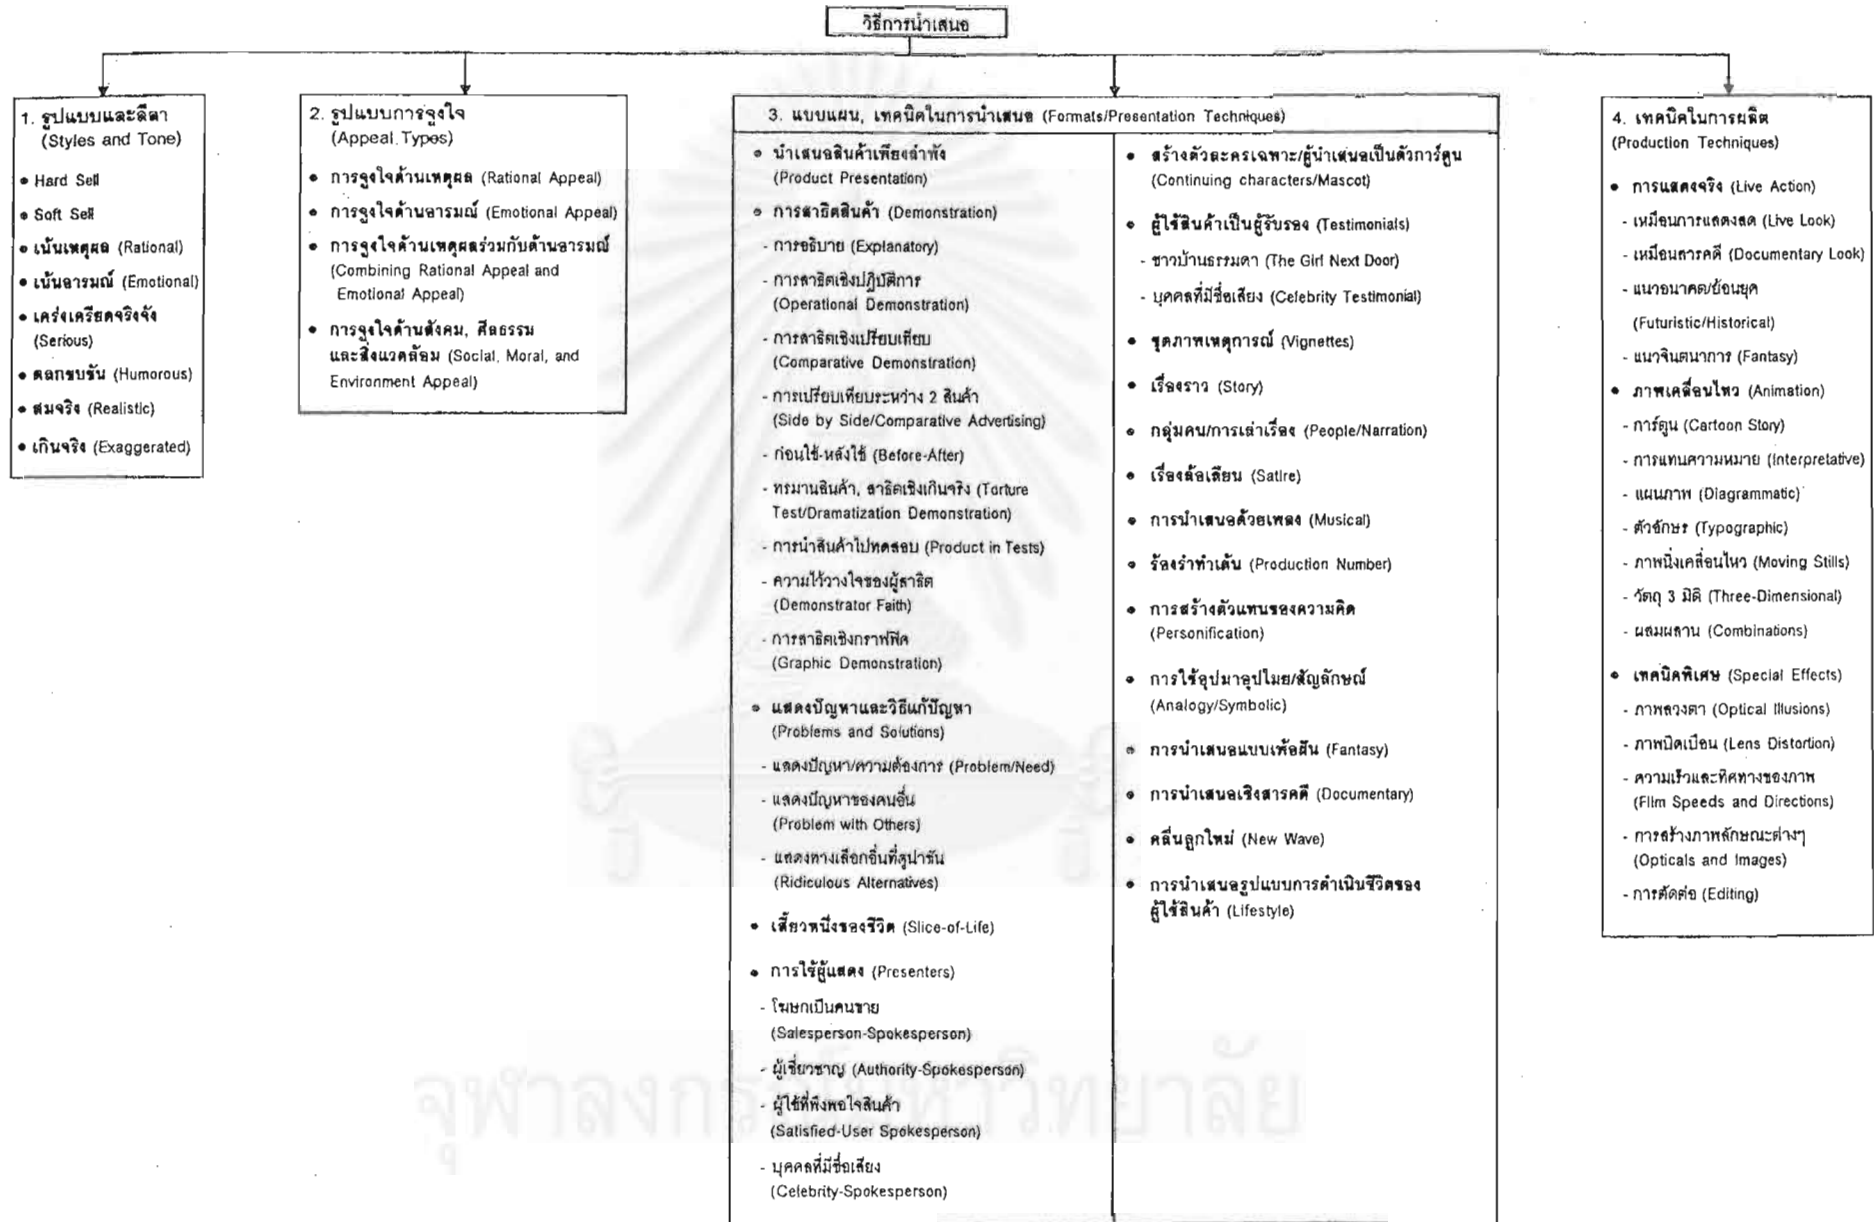 วิธีการนำเสนอ
1. รูปแบบและลีลา
(Styles and Tone)
• Hard Sell
• Soft Sell
• เน้นเหตุผล (Rational)
• เน้นอารมณ์ (Emotional)
• เคร่งเครียดจริงจัง
(Serious)
• ตลกขบขัน (Humorous)
• สมจริง (Realistic)
• เกินจริง (Exaggerated)
2. รูปแบบการจูงใจ
(Appeal Types)
• การจูงใจด้านเหตุผล (Rational Appeal)
• การจูงใจด้านอารมณ์ (Emotional Appeal)
• การจูงใจด้านเหตุผลร่วมกับด้านอารมณ์
(Combining Rational Appeal and
Emotional Appeal)
• การจูงใจด้านสังคม, ศีลธรรม
และสิ่งแวดล้อม (Social, Moral, and
Environment Appeal)
3. แบบแผน, เทคนิคในการนำเสนอ (Formats/Presentation Techniques)
• นำเสนอสินค้าเพียงลำพัง
(Product Presentation)
• การสาธิตสินค้า (Demonstration)
- การอธิบาย (Explanatory)
- การสาธิตเชิงปฏิบัติการ
(Operational Demonstration)
- การสาธิตเชิงเปรียบเทียบ
(Comparative Demonstration)
- การเปรียบเทียบระหว่าง 2 สินค้า
(Side by Side/Comparative Advertising)
- ก่อนใช้-หลังใช้ (Before-After)
- ทรมานสินค้า, สาธิตเชิงเกินจริง (Torture
Test/Dramatization Demonstration)
- การนำสินค้าไปทดสอบ (Product in Tests)
- ความไว้วางใจของผู้สาธิต
(Demonstrator Faith)
- การสาธิตเชิงกราฟฟิค
(Graphic Demonstration)
• แสดงปัญหาและวิธีแก้ปัญหา
(Problems and Solutions)
- แสดงปัญหา/ความต้องการ (Problem/Need)
- แสดงปัญหาของคนอื่น
(Problem with Others)
- แสดงทางเลือกอื่นที่ดูน่าขัน
(Ridiculous Alternatives)
• เสี้ยวหนึ่งของชีวิต (Slice-of-Life)
• การใช้ผู้แสดง (Presenters)
- โฆษกเป็นคนขาย
(Salesperson-Spokesperson)
- ผู้เชี่ยวชาญ (Authority-Spokesperson)
- ผู้ใช้ที่พึงพอใจสินค้า
(Satisfied-User Spokesperson)
- บุคคลที่มีชื่อเสียง
(Celebrity-Spokesperson)
• สร้างตัวละครเฉพาะ/ผู้นำเสนอเป็นตัวการ์ตูน
(Continuing characters/Mascot)
• ผู้ใช้สินค้าเป็นผู้รับรอง (Testimonials)
- ชาวบ้านธรรมดา (The Girl Next Door)
- บุคคลที่มีชื่อเสียง (Celebrity Testimonial)
• ชุดภาพเหตุการณ์ (Vignettes)
• เรื่องราว (Story)
• กลุ่มคน/การเล่าเรื่อง (People/Narration)
• เรื่องล้อเลียน (Satire)
• การนำเสนอด้วยเพลง (Musical)
• ร้องรำทำเต้น (Production Number)
• การสร้างตัวแทนของความคิด
(Personification)
• การใช้อุปมาอุปไมย/สัญลักษณ์
(Analogy/Symbolic)
• การนำเสนอแบบเพ้อฝัน (Fantasy)
• การนำเสนอเชิงสารคดี (Documentary)
• คลื่นลูกใหม่ (New Wave)
• การนำเสนอรูปแบบการดำเนินชีวิตของ
ผู้ใช้สินค้า (Lifestyle)
4. เทคนิคในการผลิต
(Production Techniques)
• การแสดงจริง (Live Action)
- เหมือนการแสดงสด (Live Look)
- เหมือนสารคดี (Documentary Look)
- แนวอนาคต/ย้อนยุค
(Futuristic/Historical)
- แนวจินตนาการ (Fantasy)
• ภาพเคลื่อนไหว (Animation)
- การ์ตูน (Cartoon Story)
- การแทนความหมาย (Interpretative)
- แผนภาพ (Diagrammatic)
- ตัวอักษร (Typographic)
- ภาพนิ่งเคลื่อนไหว (Moving Stills)
- วัตถุ 3 มิติ (Three-Dimensional)
- ผสมผสาน (Combinations)
• เทคนิคพิเศษ (Special Effects)
- ภาพลวงตา (Optical Illusions)
- ภาพบิดเบือน (Lens Distortion)
- ความเร็วและทิศทางของภาพ
(Film Speeds and Directions)
- การสร้างภาพลักษณะต่างๆ
(Opticals and Images)
- การตัดต่อ (Editing)
จุฬาลงกรณ์มหาวิทยาลัย